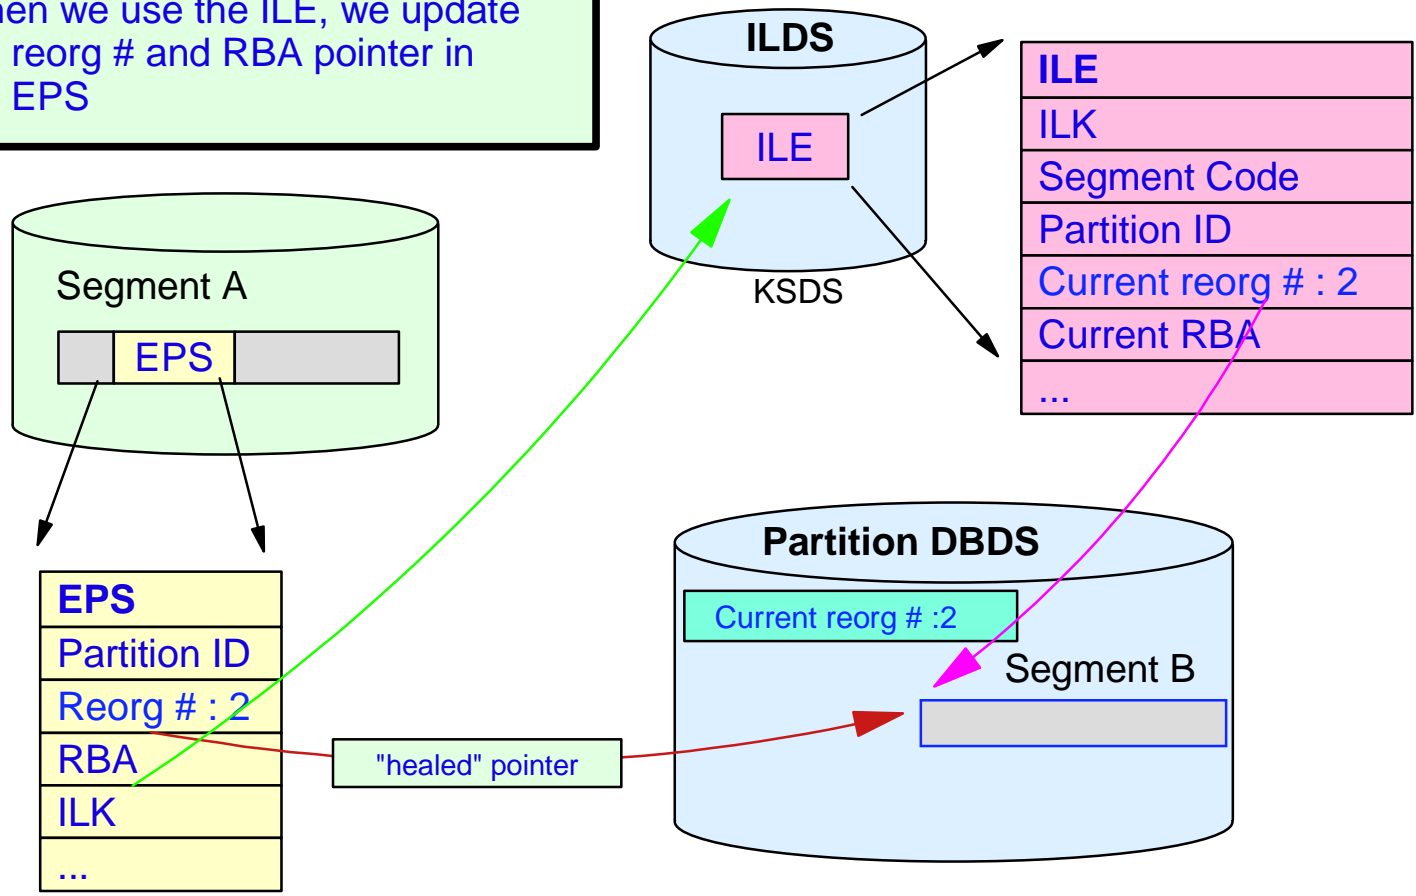 we use the ILE, we update
reorg # and RBA pointer in
EPS
ILDS
ILE
KSDS
ILE
ILK
Segment Code
Partition ID
Current reorg # : 2
Current RBA
...
Segment A
EPS
EPS
Partition ID
Reorg # : 2
RBA
ILK
...
"healed" pointer
Partition DBDS
Current reorg # :2
Segment B